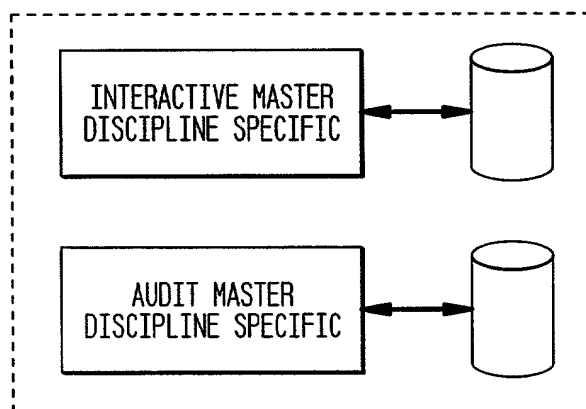 INTERACTIVE MASTER
DISCIPLINE SPECIFIC
AUDIT MASTER
DISCIPLINE SPECIFIC